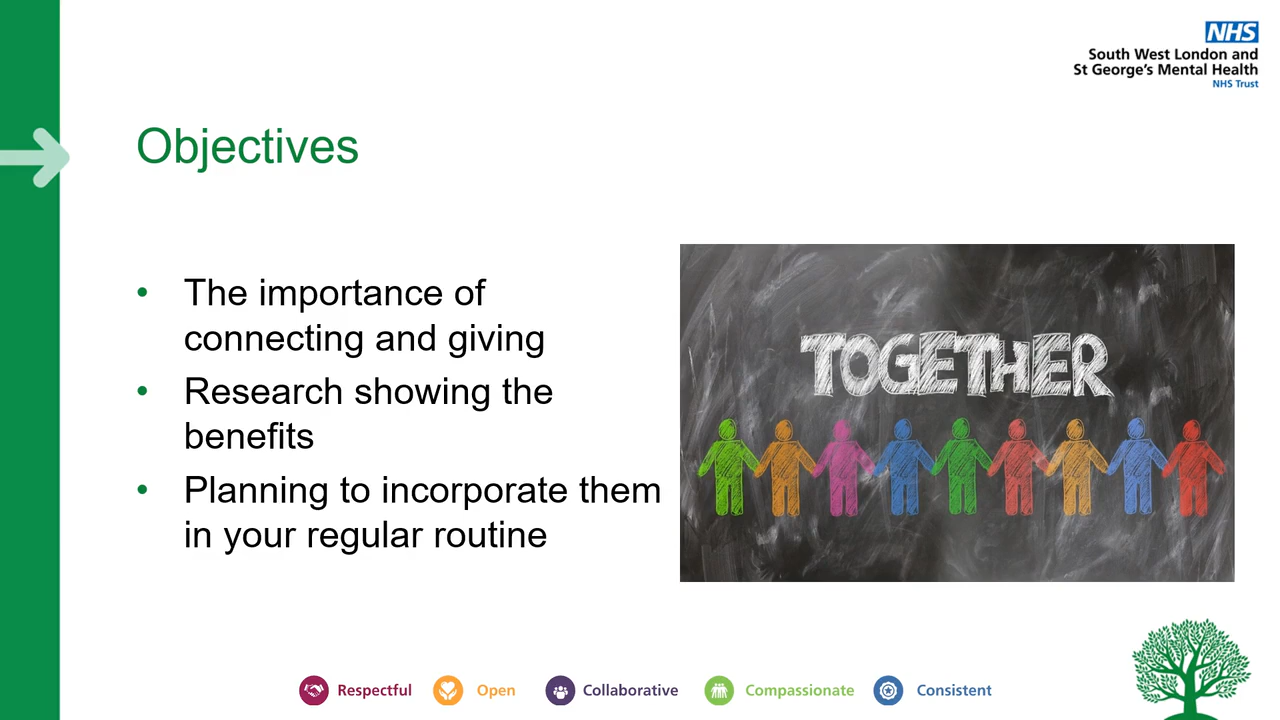 NHS
South West London and
St George's Mental Health
NHS Trust
Objectives
• The importance of
connecting and giving
• Research showing the
benefits
• Planning to incorporate them
in your regular routine
TOGETHER
Respectful
Open
Collaborative
Compassionate
Consistent